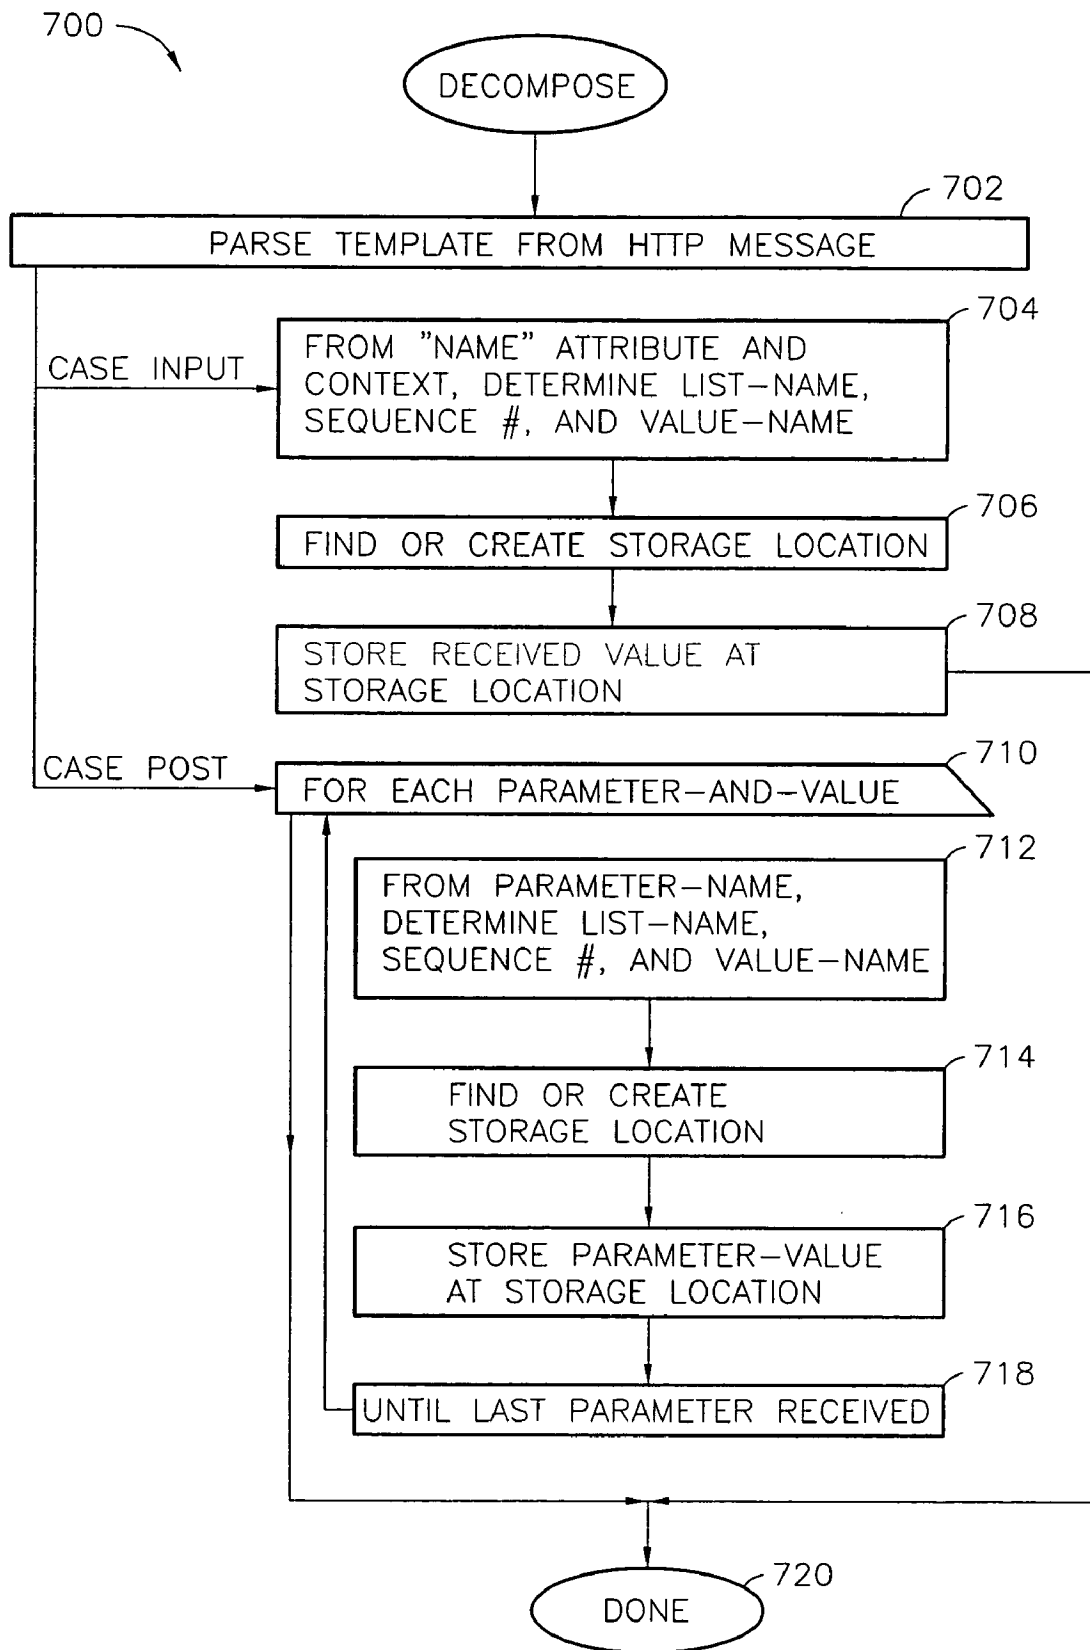 700
DECOMPOSE
702
PARSE TEMPLATE FROM HTTP MESSAGE
704
CASE INPUT
FROM "NAME" ATTRIBUTE AND
CONTEXT, DETERMINE LIST-NAME,
SEQUENCE #, AND VALUE-NAME
706
FIND OR CREATE STORAGE LOCATION
708
STORE RECEIVED VALUE AT
STORAGE LOCATION
710
CASE POST
FOR EACH PARAMETER-AND-VALUE
712
FROM PARAMETER-NAME,
DETERMINE LIST-NAME,
SEQUENCE #, AND VALUE-NAME
714
FIND OR CREATE
STORAGE LOCATION
716
STORE PARAMETER-VALUE
AT STORAGE LOCATION
718
UNTIL LAST PARAMETER RECEIVED
720
DONE